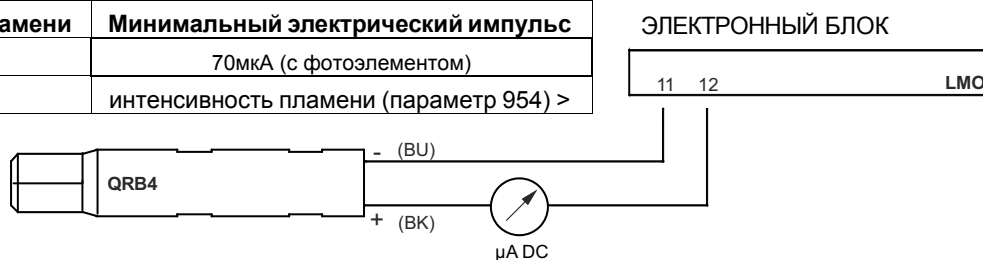 амени Минимальный электрический импульс
70мкА (с фотоэлементом)
интенсивность пламени (параметр 954) >
ЭЛЕКТРОННЫЙ БЛОК
11 12 LMO
- (BU)
QRB4
+ (BK)
µA DC